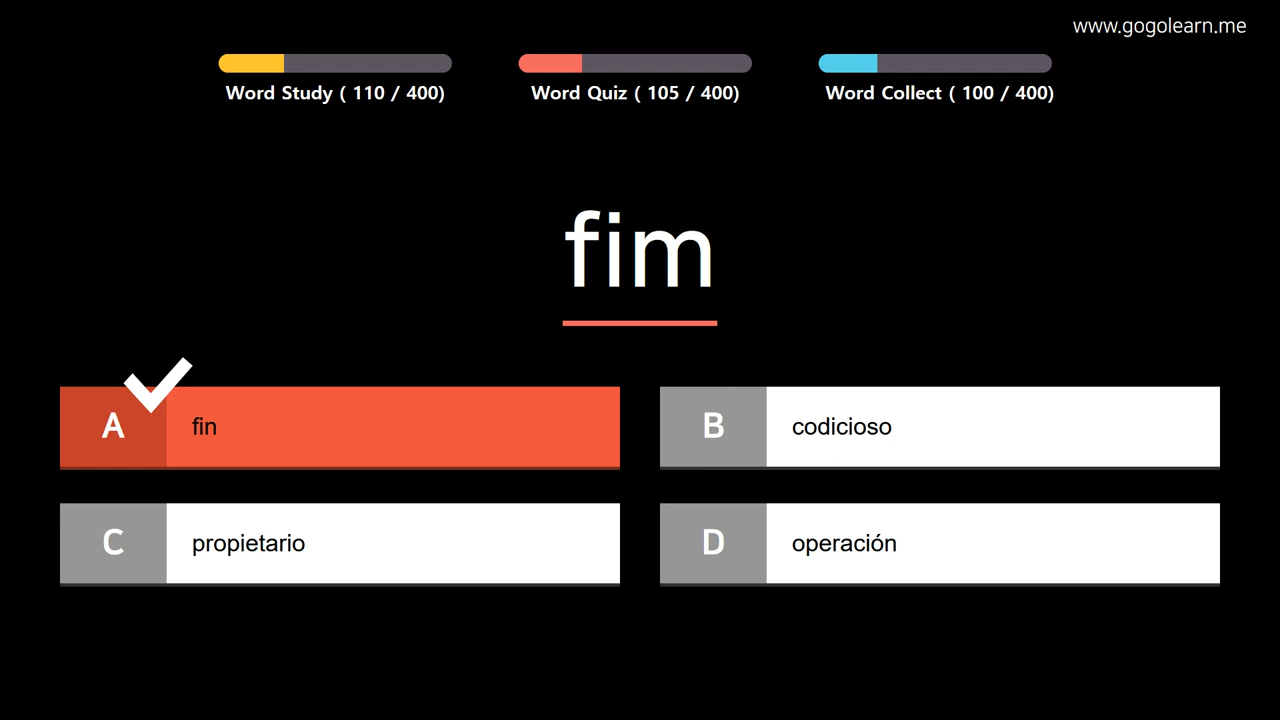 www.gogolearn.me
Word Study ( 110 / 400)
Word Quiz ( 105 / 400)
Word Collect ( 100 / 400)
fim
A fin
B codicioso
C propietario
D operación